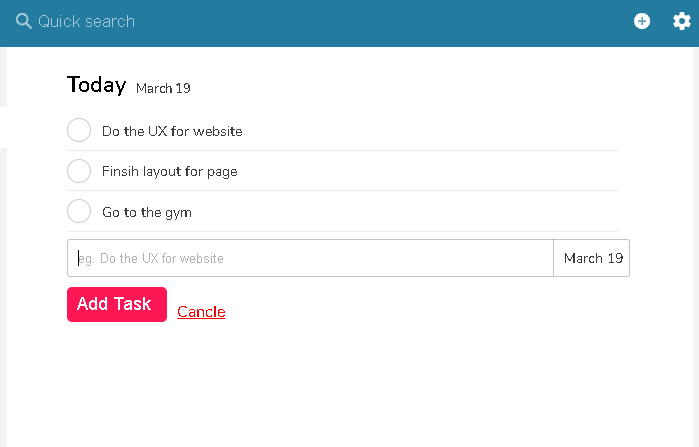 Quick search
Today March 19
Do the UX for website
Finsih layout for page
Go to the gym
eg. Do the UX for website March 19
Add Task Cancle